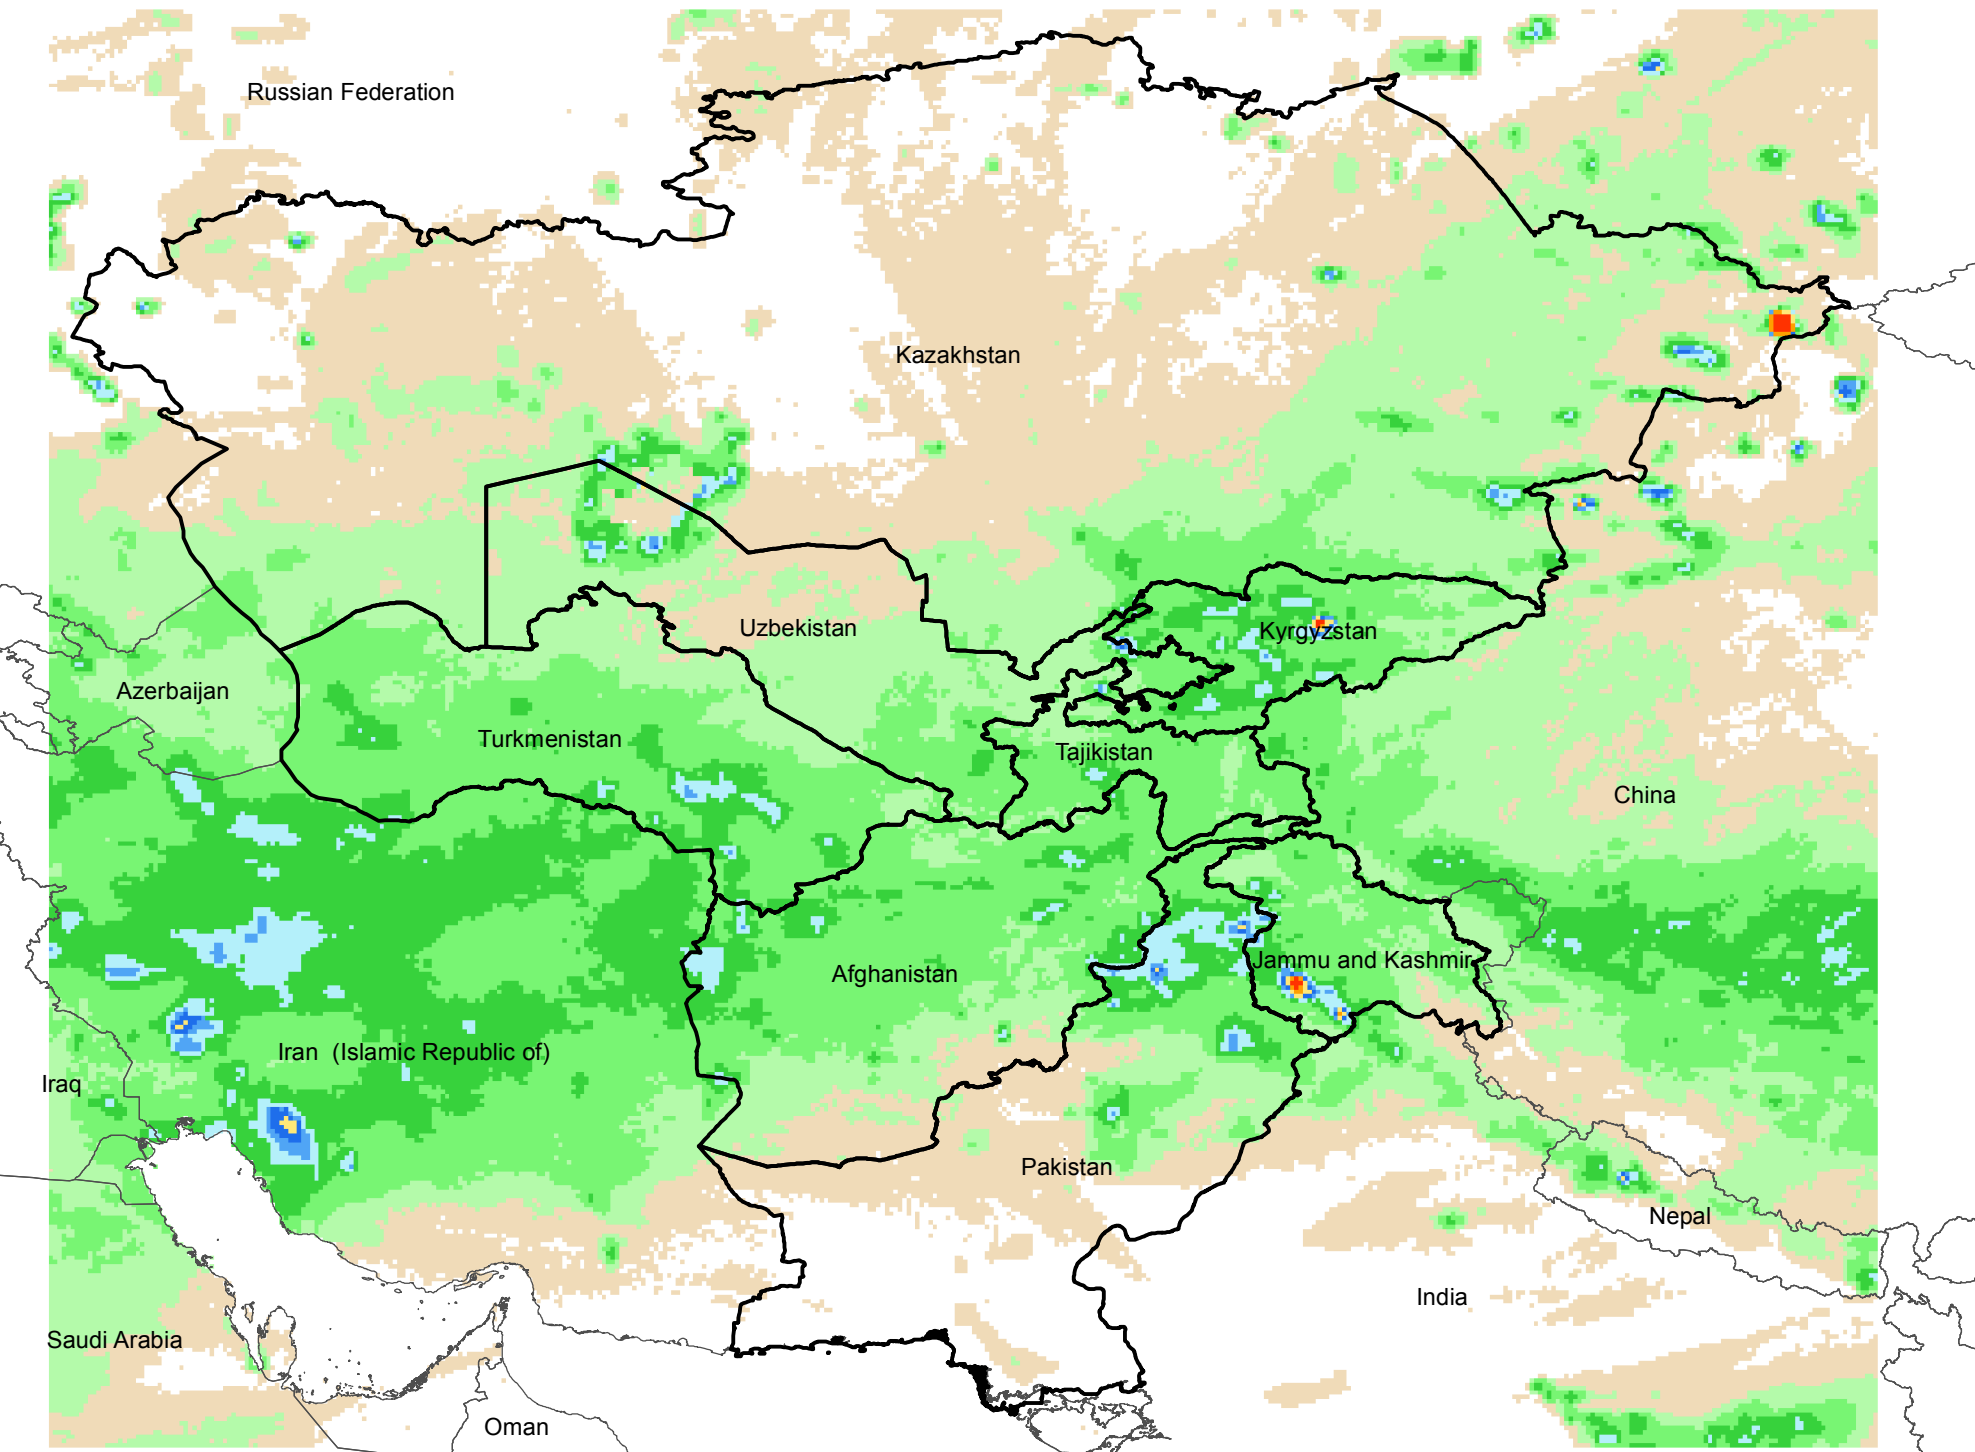 Russian Federation
Kazakhstan
Uzbekistan
Kyrgyzstan
Azerbaijan
Turkmenistan
Tajikistan
China
Afghanistan
Jammu and Kashmir
Iran  (Islamic Republic of)
Iraq
Pakistan
Nepal
India
Saudi Arabia
Oman